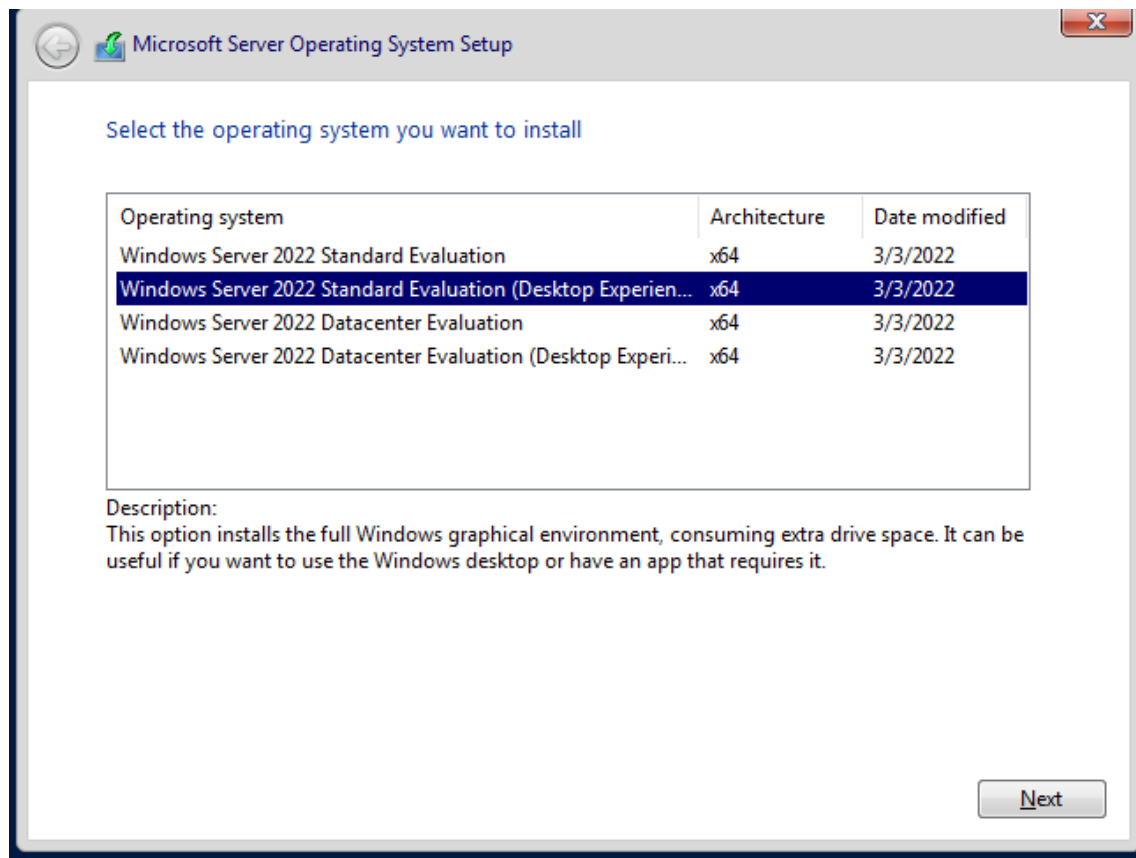 Microsoft Server Operating System Setup
Select the operating system you want to install
Operating system Architecture Date modified
Windows Server 2022 Standard Evaluation x64 3/3/2022
Windows Server 2022 Standard Evaluation (Desktop Experien... x64 3/3/2022
Windows Server 2022 Datacenter Evaluation x64 3/3/2022
Windows Server 2022 Datacenter Evaluation (Desktop Experi... x64 3/3/2022
Description:
This option installs the full Windows graphical environment, consuming extra drive space. It can be
useful if you want to use the Windows desktop or have an app that requires it.
Next